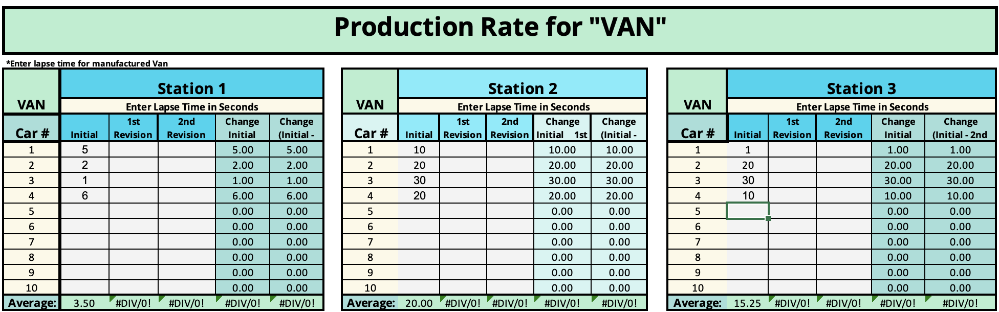 Production Rate for "VAN"
*Enter lapse time for manufactured Van
VAN Station 1 VAN Station 2 VAN Station 3
Enter Lapse Time in Seconds Enter Lapse Time in Seconds Enter Lapse Time in Seconds
Car # Initial 1st Revision 2nd Revision Change Initial Change (Initial - Car # Initial 1st Revision 2nd Revision Change Initial 1st Change (Initial - Car # Initial 1st Revision 2nd Revision Change Initial Change (Initial - 2nd
1 5 5.00 5.00 1 10 10.00 10.00 1 1 1.00 1.00
2 2 2.00 2.00 2 20 20.00 20.00 2 20 20.00 20.00
3 1 1.00 1.00 3 30 30.00 30.00 3 30 30.00 30.00
4 6 6.00 6.00 4 20 20.00 20.00 4 10 10.00 10.00
5 0.00 0.00 5 0.00 0.00 5 0.00 0.00
6 0.00 0.00 6 0.00 0.00 6 0.00 0.00
7 0.00 0.00 7 0.00 0.00 7 0.00 0.00
8 0.00 0.00 8 0.00 0.00 8 0.00 0.00
9 0.00 0.00 9 0.00 0.00 9 0.00 0.00
10 0.00 0.00 10 0.00 0.00 10 0.00 0.00
Average: 3.50 #DIV/0! #DIV/0! #DIV/0! #DIV/0! Average: 20.00 #DIV/0! #DIV/0! #DIV/0! #DIV/0! Average: 15.25 #DIV/0! #DIV/0! #DIV/0! #DIV/0!